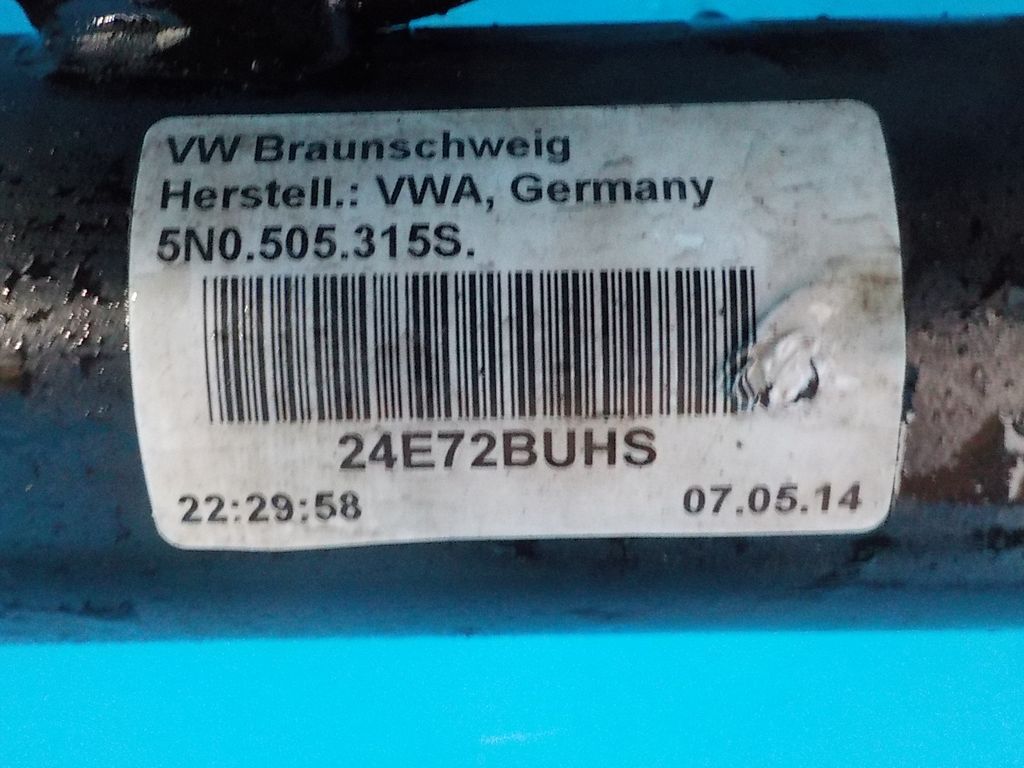 VW Braunschweig
Herstell.: VWA, Germany
5N0.505.315S.
24E72BUHS
22:29:58 07.05.14